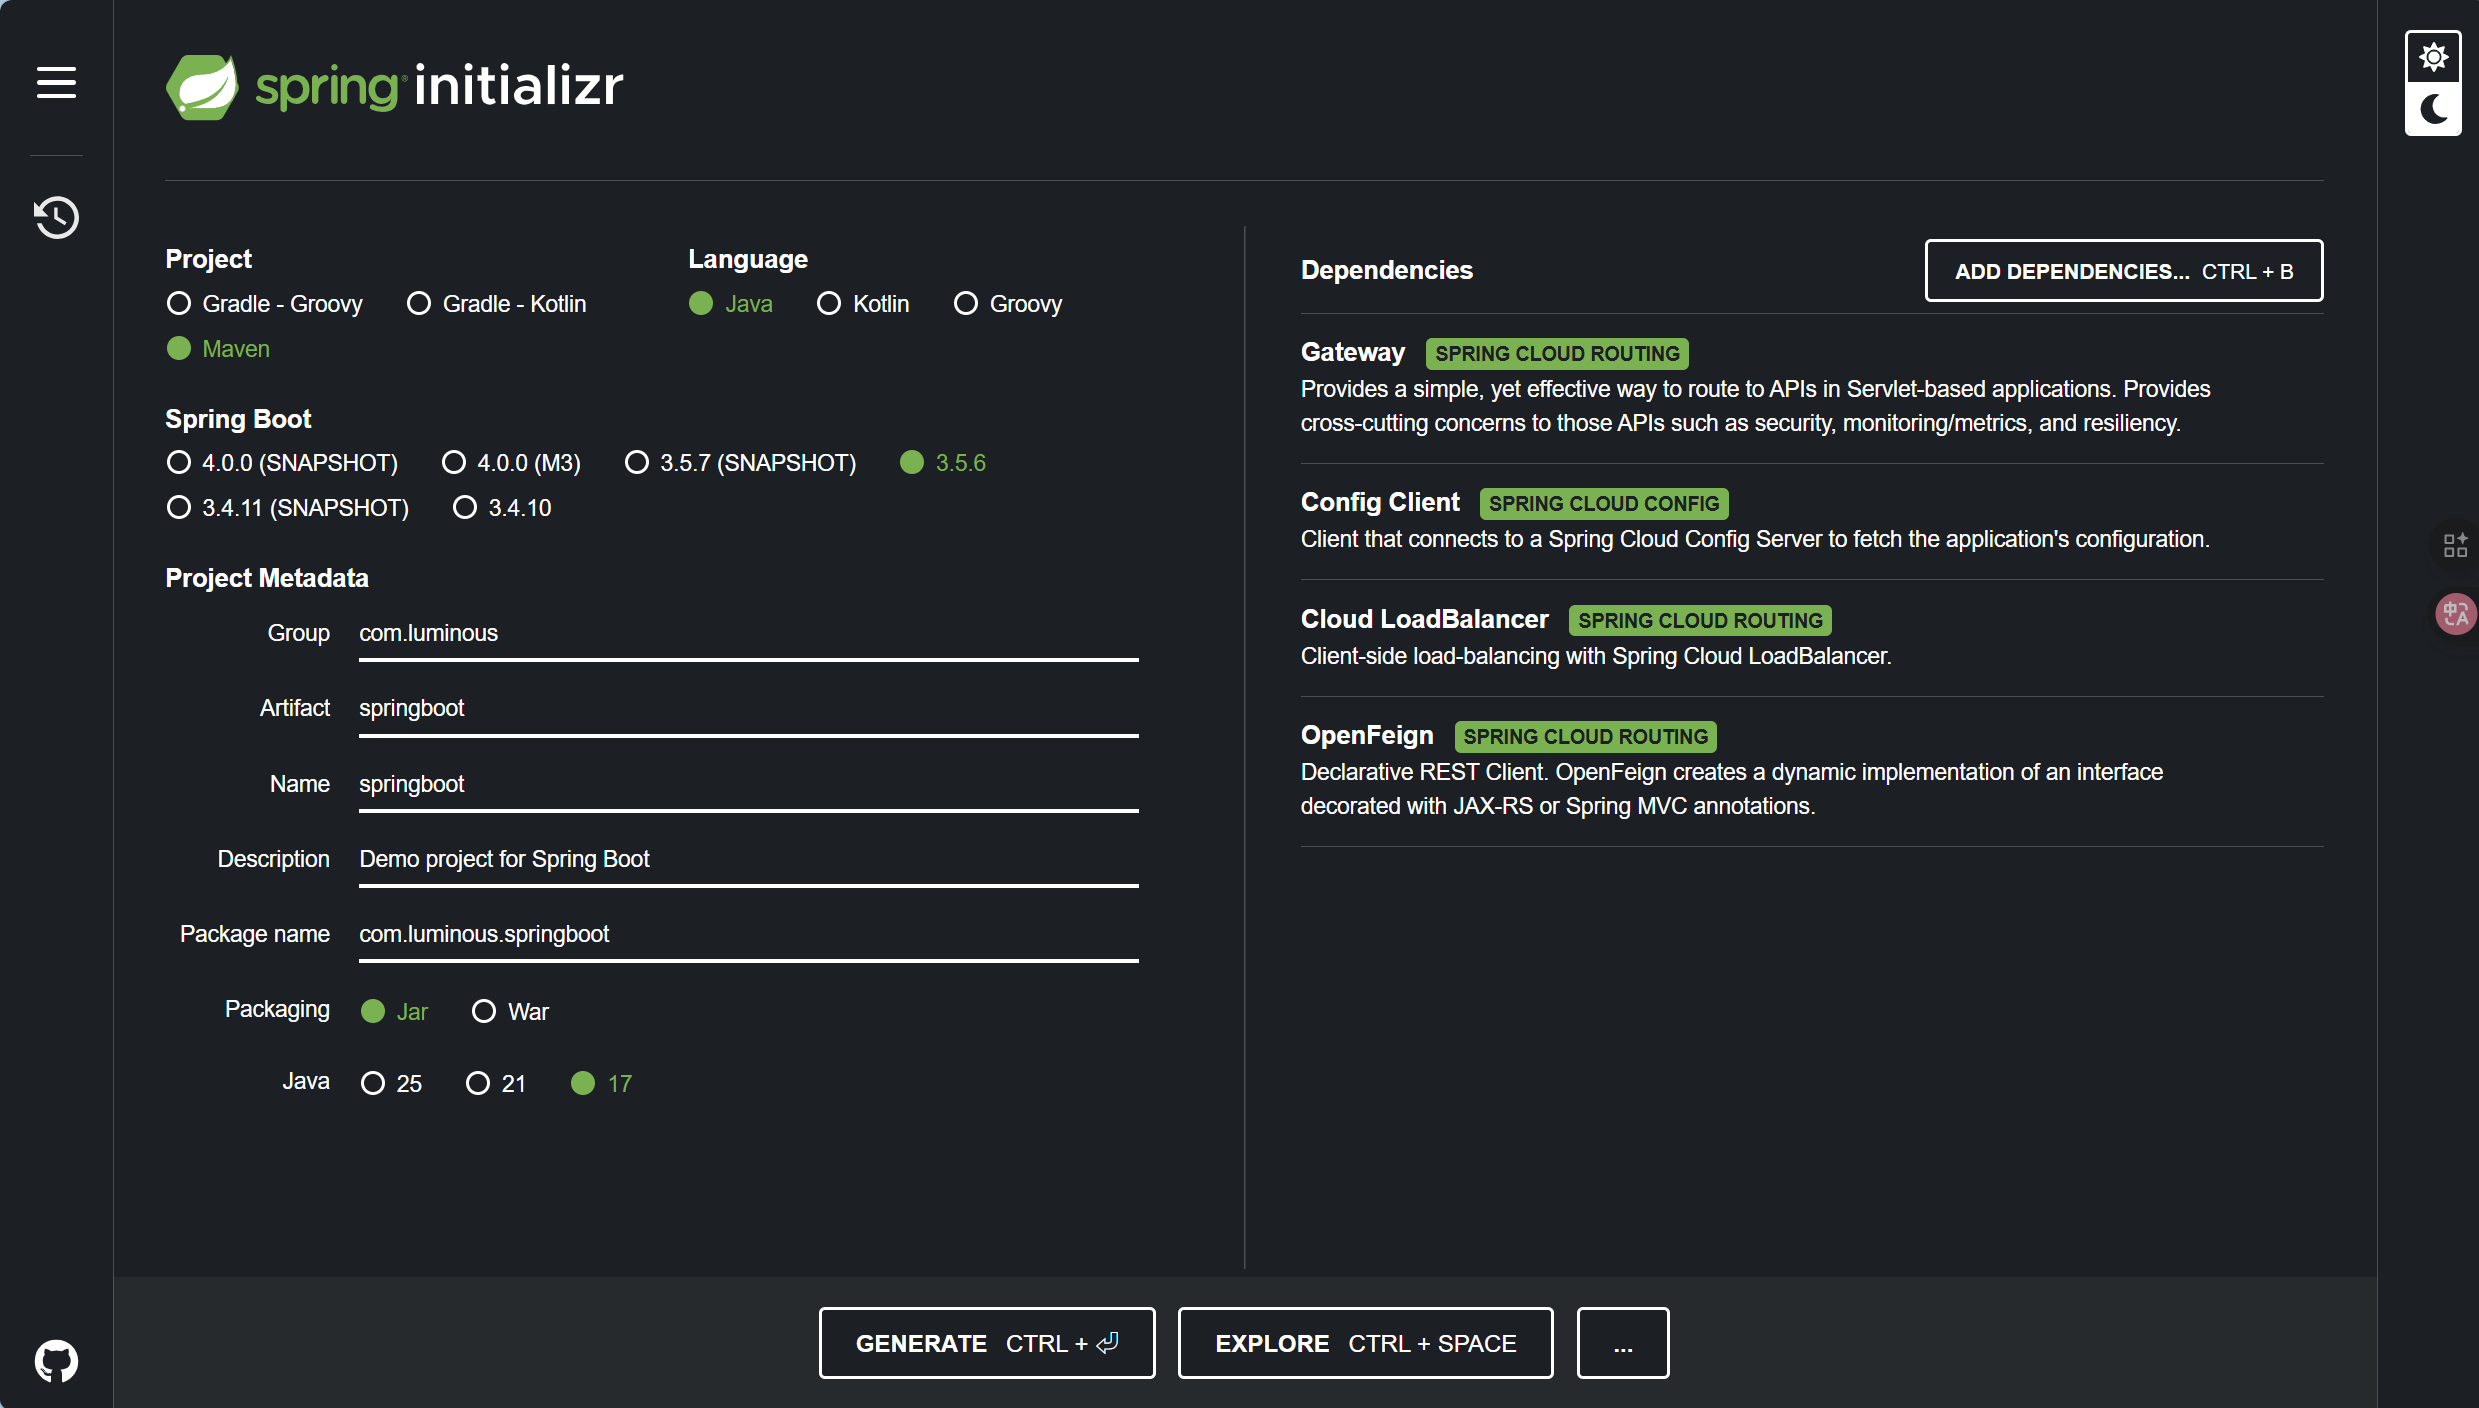 spring initializr
Project
Gradle - Groovy Gradle - Kotlin
Maven
Language
Java Kotlin Groovy
Spring Boot
4.0.0 (SNAPSHOT) 4.0.0 (M3) 3.5.7 (SNAPSHOT) 3.5.6
3.4.11 (SNAPSHOT) 3.4.10
Project Metadata
Group com.luminous
Artifact springboot
Name springboot
Description Demo project for Spring Boot
Package name com.luminous.springboot
Packaging Jar War
Java 25 21 17
Dependencies ADD DEPENDENCIES... CTRL + B
Gateway SPRING CLOUD ROUTING
Provides a simple, yet effective way to route to APIs in Servlet-based applications. Provides
cross-cutting concerns to those APIs such as security, monitoring/metrics, and resiliency.
Config Client SPRING CLOUD CONFIG
Client that connects to a Spring Cloud Config Server to fetch the application's configuration.
Cloud LoadBalancer SPRING CLOUD ROUTING
Client-side load-balancing with Spring Cloud LoadBalancer.
OpenFeign SPRING CLOUD ROUTING
Declarative REST Client. OpenFeign creates a dynamic implementation of an interface
decorated with JAX-RS or Spring MVC annotations.
中A
GENERATE CTRL + ⏎ EXPLORE CTRL + SPACE ...